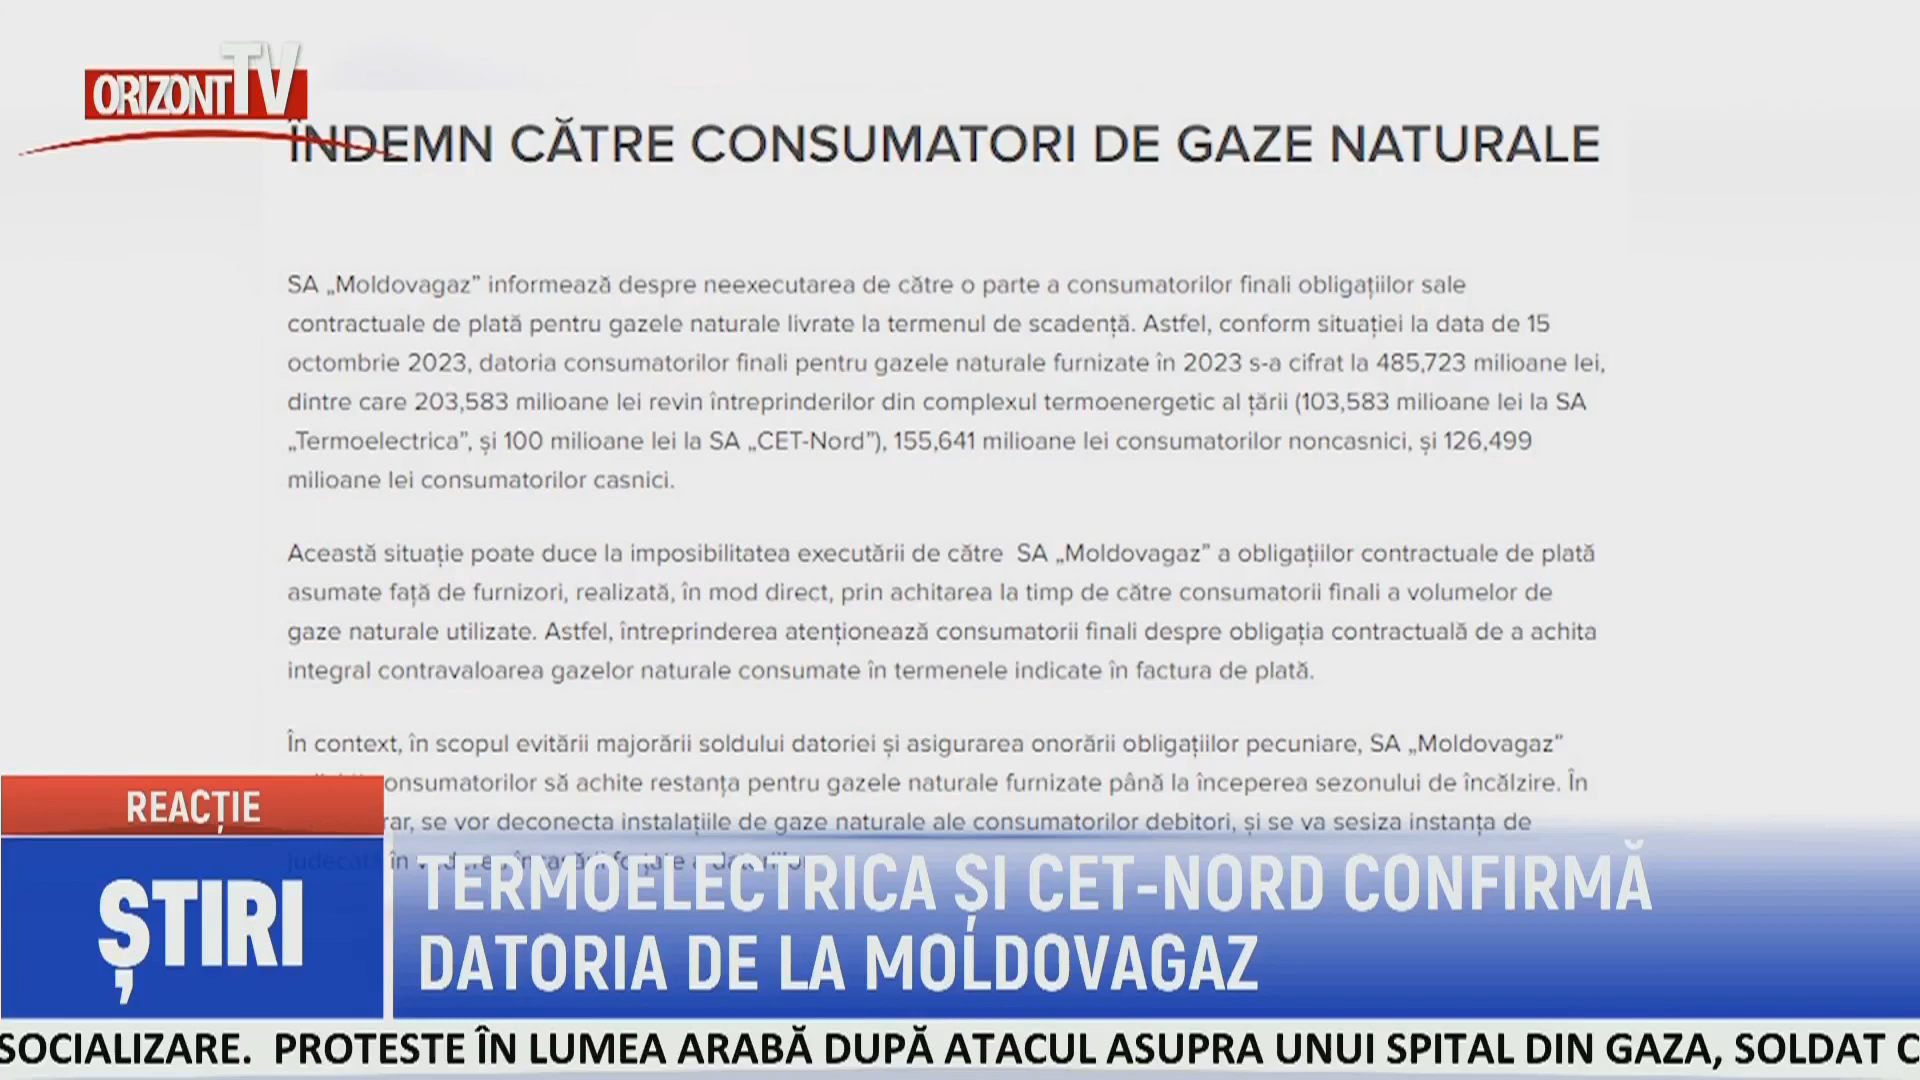 ORIZONT TV
ÎNDEMN CĂTRE CONSUMATORI DE GAZE NATURALE
SA „Moldovagaz” informează despre neexecutarea de către o parte a consumatorilor finali obligațiilor sale
contractuale de plată pentru gazele naturale livrate la termenul de scadență. Astfel, conform situației la data de 15
octombrie 2023, datoria consumatorilor finali pentru gazele naturale furnizate în 2023 s-a cifrat la 485,723 milioane lei,
dintre care 203,583 milioane lei revin întreprinderilor din complexul termoenergetic al țării (103,583 milioane lei la SA
„Termoelectrica”, și 100 milioane lei la SA „CET-Nord”), 155,641 milioane lei consumatorilor noncasnici, și 126,499
milioane lei consumatorilor casnici.
Această situație poate duce la imposibilitatea executării de către SA „Moldovagaz” a obligațiilor contractuale de plată
asumate față de furnizori, realizată, în mod direct, prin achitarea la timp de către consumatorii finali a volumelor de
gaze naturale utilizate. Astfel, întreprinderea atenționează consumatorii finali despre obligația contractuală de a achita
integral contravaloarea gazelor naturale consumate în termenele indicate în factura de plată.
În context, în scopul evitării majorării soldului datoriei și asigurarea onorării obligațiilor pecuniare, SA „Moldovagaz”
onsumatorilor să achite restanța pentru gazele naturale furnizate până la începerea sezonului de încălzire. În
rar, se vor deconecta instalațiile de gaze naturale ale consumatorilor debitori, și se va sesiza instanța de
REACȚIE
ȘTIRI
TERMOELECTRICA ȘI CET-NORD CONFIRMĂ
DATORIA DE LA MOLDOVAGAZ
SOCIALIZARE. PROTESTE ÎN LUMEA ARABĂ DUPĂ ATACUL ASUPRA UNUI SPITAL DIN GAZA, SOLDAT C